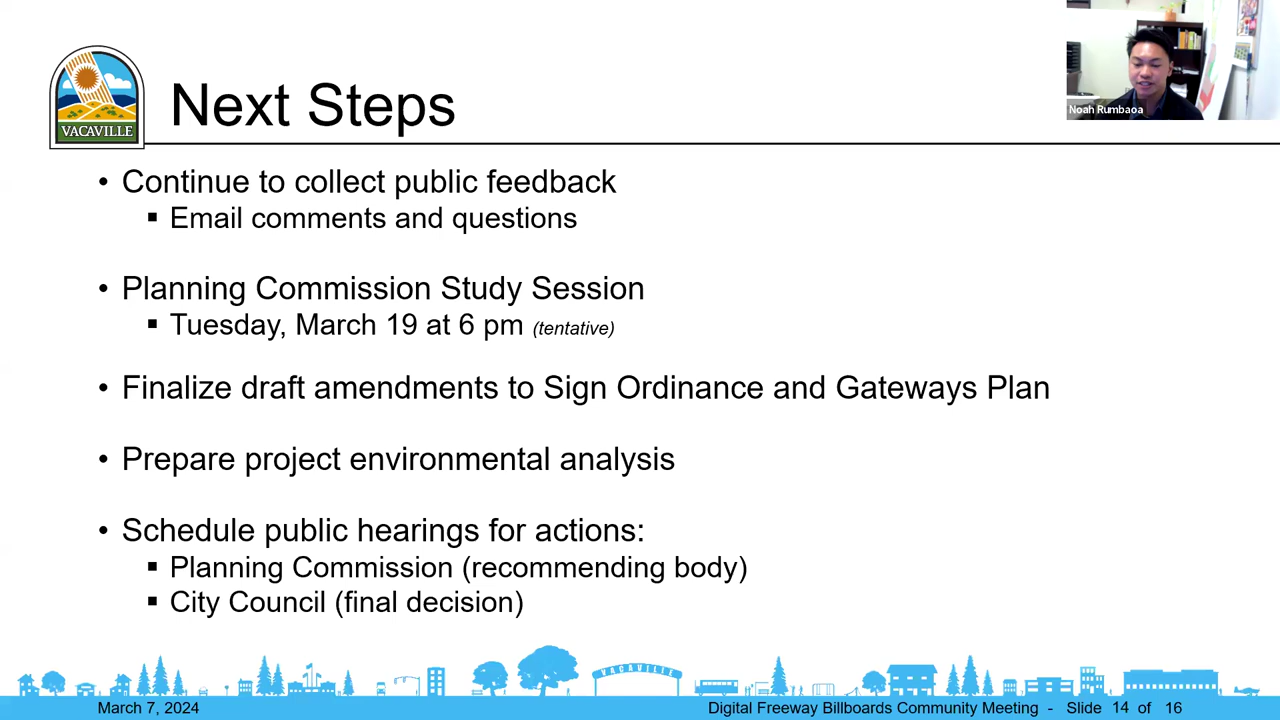 VACAVILLE
Next Steps
Noah Rumbaoa
• Continue to collect public feedback
▪ Email comments and questions
• Planning Commission Study Session
▪ Tuesday, March 19 at 6 pm (tentative)
• Finalize draft amendments to Sign Ordinance and Gateways Plan
• Prepare project environmental analysis
• Schedule public hearings for actions:
▪ Planning Commission (recommending body)
▪ City Council (final decision)
VACAVILLE
March 7, 2024
Digital Freeway Billboards Community Meeting - Slide 14 of 16